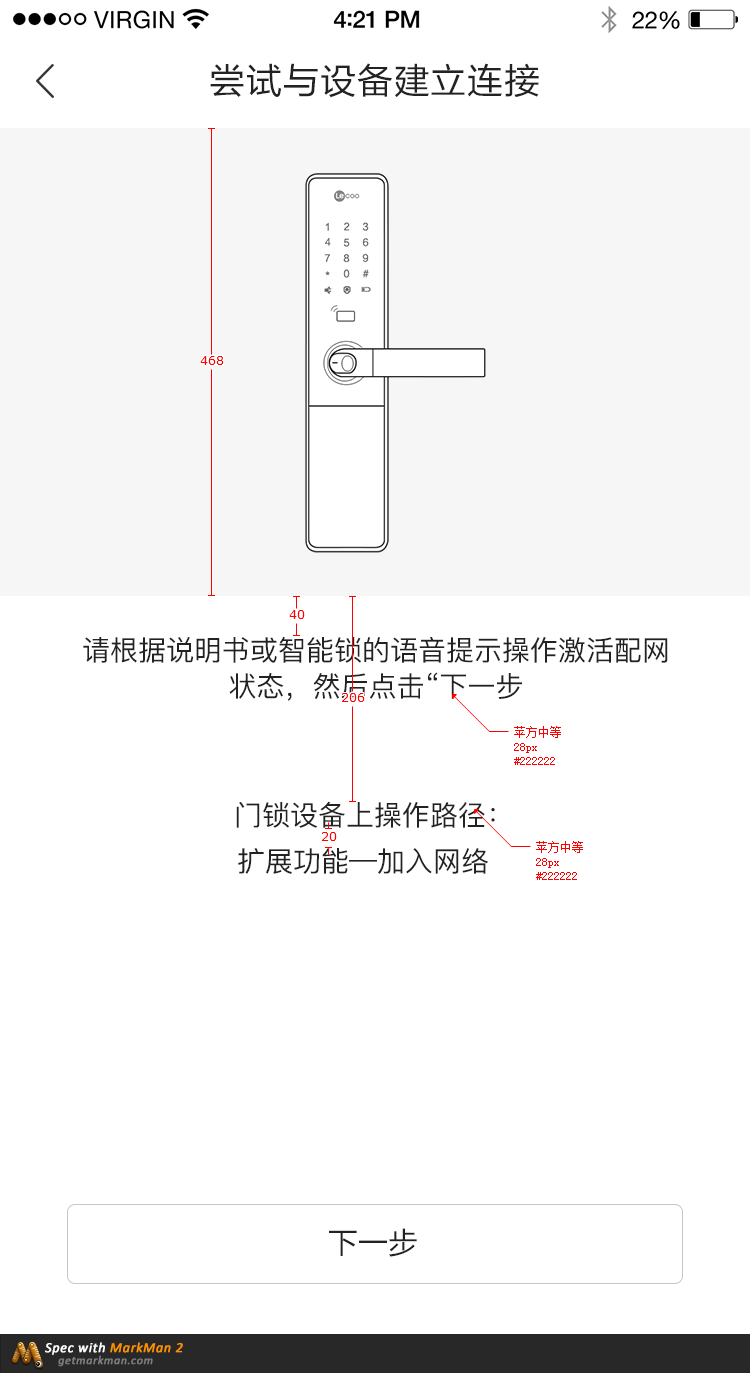 VIRGIN 4:21 PM 22%
尝试与设备建立连接
Lecoo
1 2 3
4 5 6
7 8 9
* 0 #
468
40
请根据说明书或智能锁的语音提示操作激活配网
状态，然后点击“下一步
206
苹方中等
28px
#222222
门锁设备上操作路径：
20
扩展功能—加入网络
苹方中等
28px
#222222
下一步
Spec with MarkMan 2
getmarkman.com